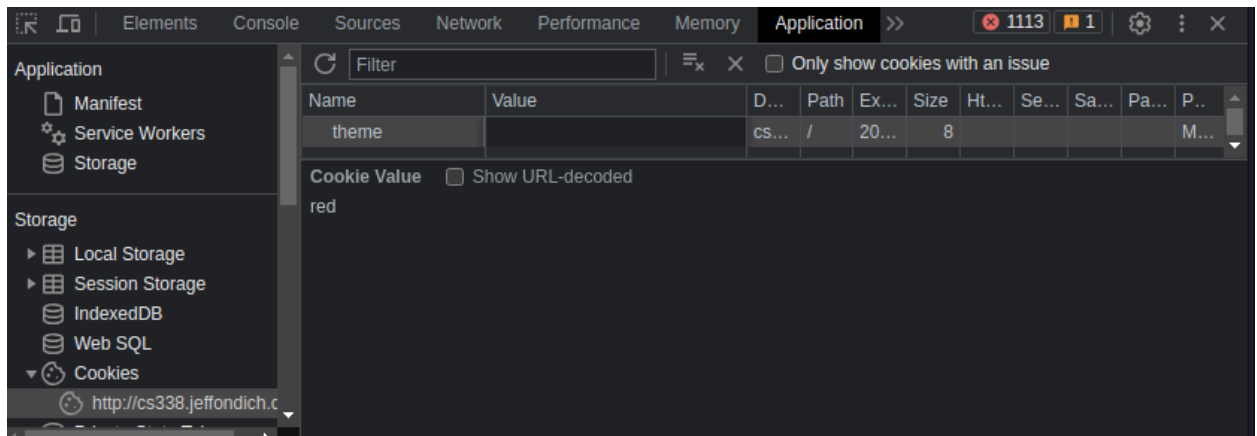 Elements Console Sources Network Performance Memory Application 1113 1
Application
Manifest
Service Workers
Storage
Storage
Local Storage
Session Storage
IndexedDB
Web SQL
Cookies
http://cs338.jeffondich.c
Filter Only show cookies with an issue
Name Value D... Path Ex... Size Ht... Se... Sa... Pa... P..
theme cs... / 20... 8 M...
Cookie Value Show URL-decoded
red